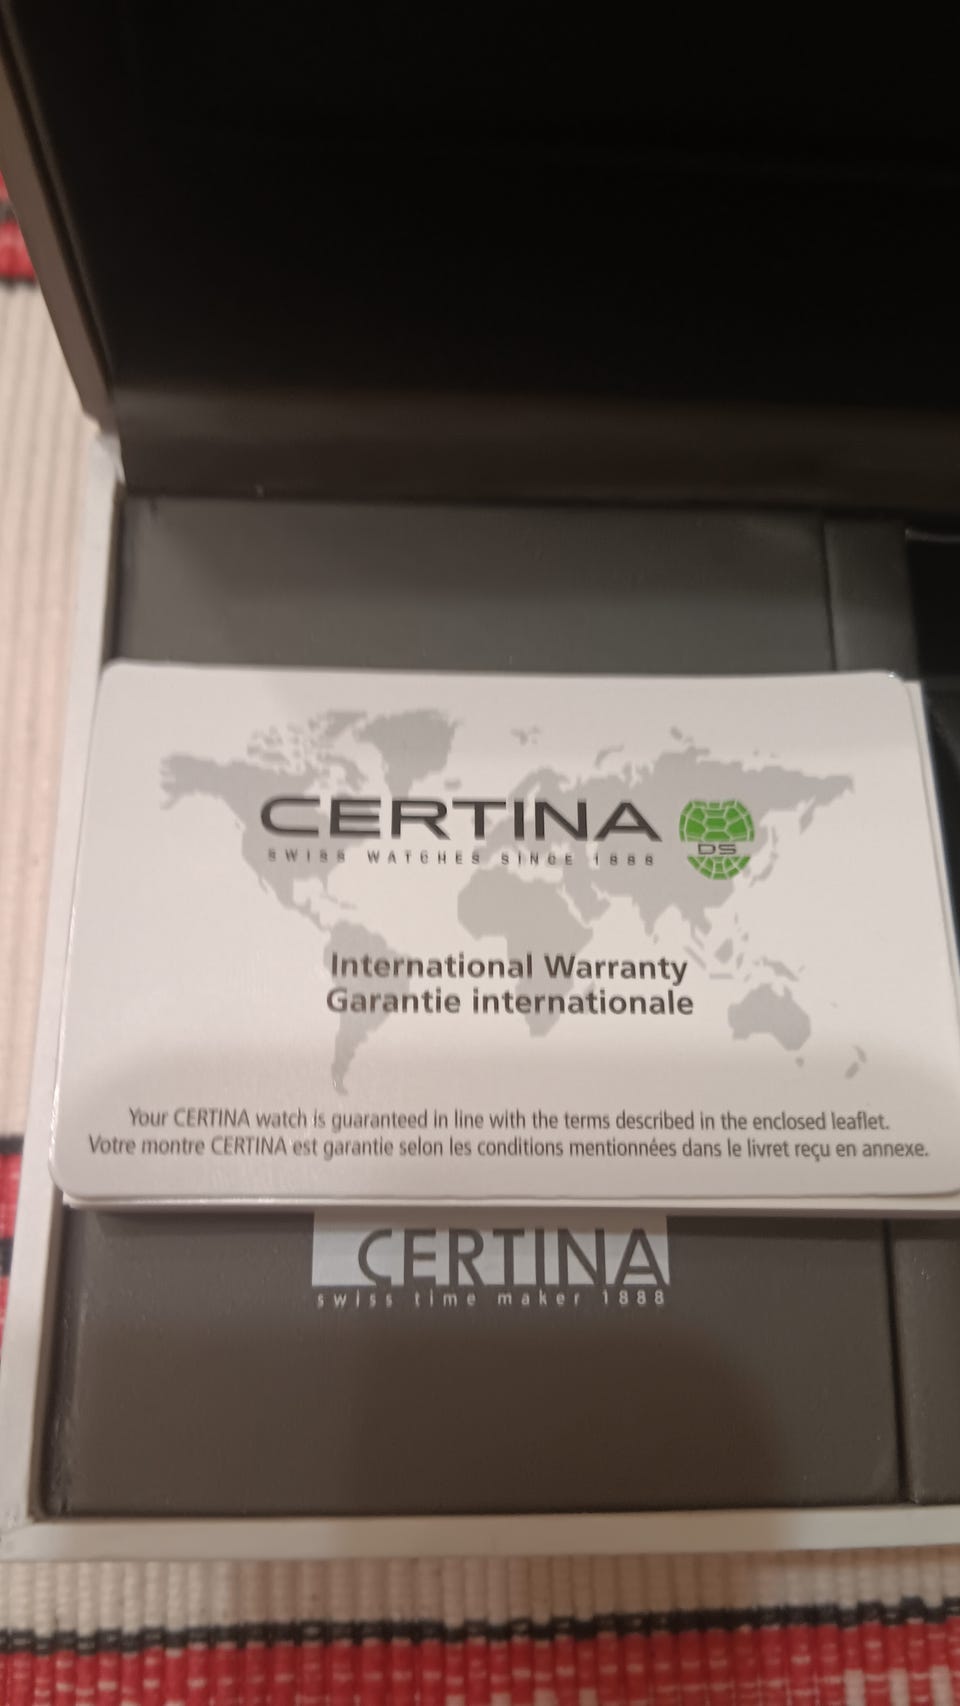 CERTINA
DS
SWISS WATCHES SINCE 1888
International Warranty
Garantie internationale
Your CERTINA watch is guaranteed in line with the terms described in the enclosed leaflet.
Votre montre CERTINA est garantie selon les conditions mentionnées dans le livret reçu en annexe.
CERTINA
swiss time maker 1888